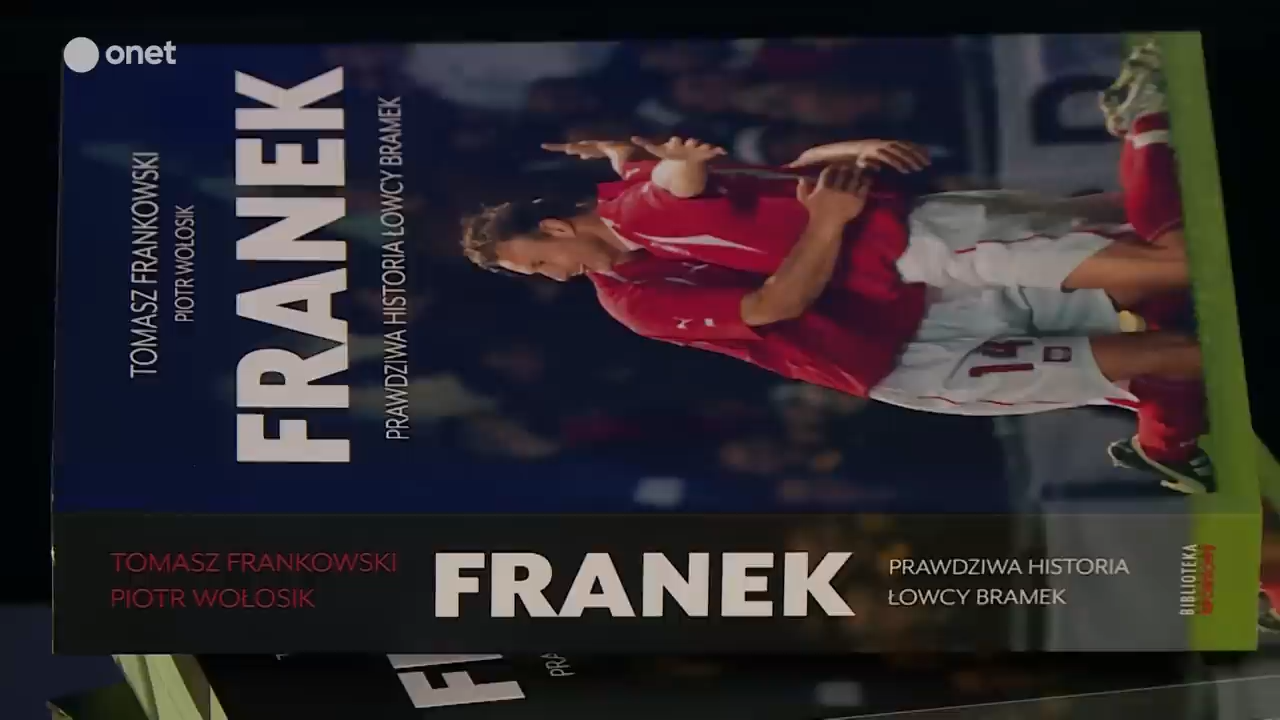 onet
TOMASZ FRANKOWSKI
PIOTR WOŁOSIK
FRANEK
PRAWDZIWA HISTORIA ŁOWCY BRAMEK
14
TOMASZ FRANKOWSKI
PIOTR WOŁOSIK
FRANEK
PRAWDZIWA HISTORIA
ŁOWCY BRAMEK
BIBLIOTEKA